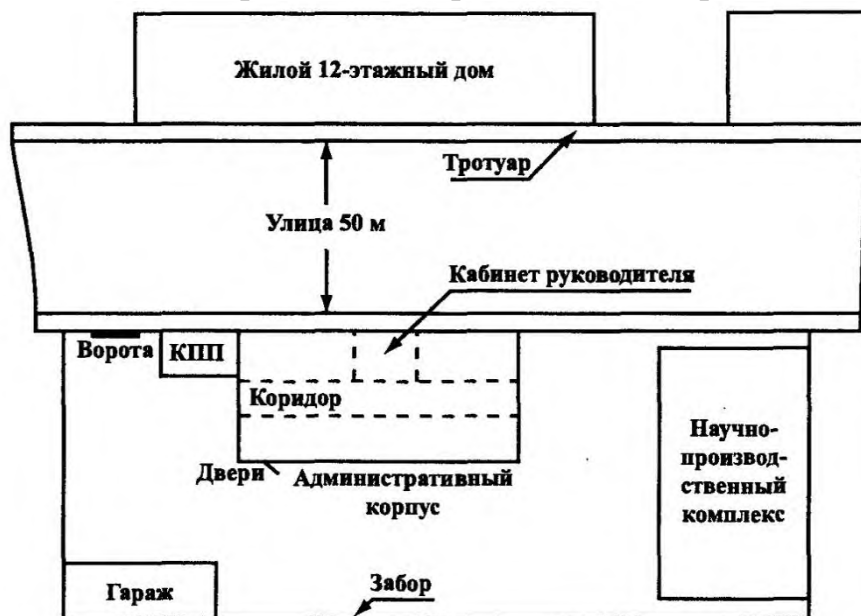 Жилой 12-этажный дом
Тротуар
Улица 50 м
Кабинет руководителя
Ворота
КПП
Коридор
Двери
Административный
корпус
Научно-
производ-
ственный
комплекс
Гараж
Забор